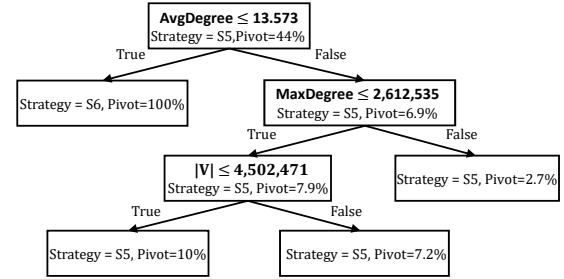 AvgDegree ≤ 13.573
Strategy = S5,Pivot=44%
True
False
Strategy = S6, Pivot=100%
MaxDegree ≤ 2,612,535
Strategy = S5, Pivot=6.9%
True
False
|V| ≤ 4,502,471
Strategy = S5, Pivot=7.9%
Strategy = S5, Pivot=2.7%
True
False
Strategy = S5, Pivot=10%
Strategy = S5, Pivot=7.2%